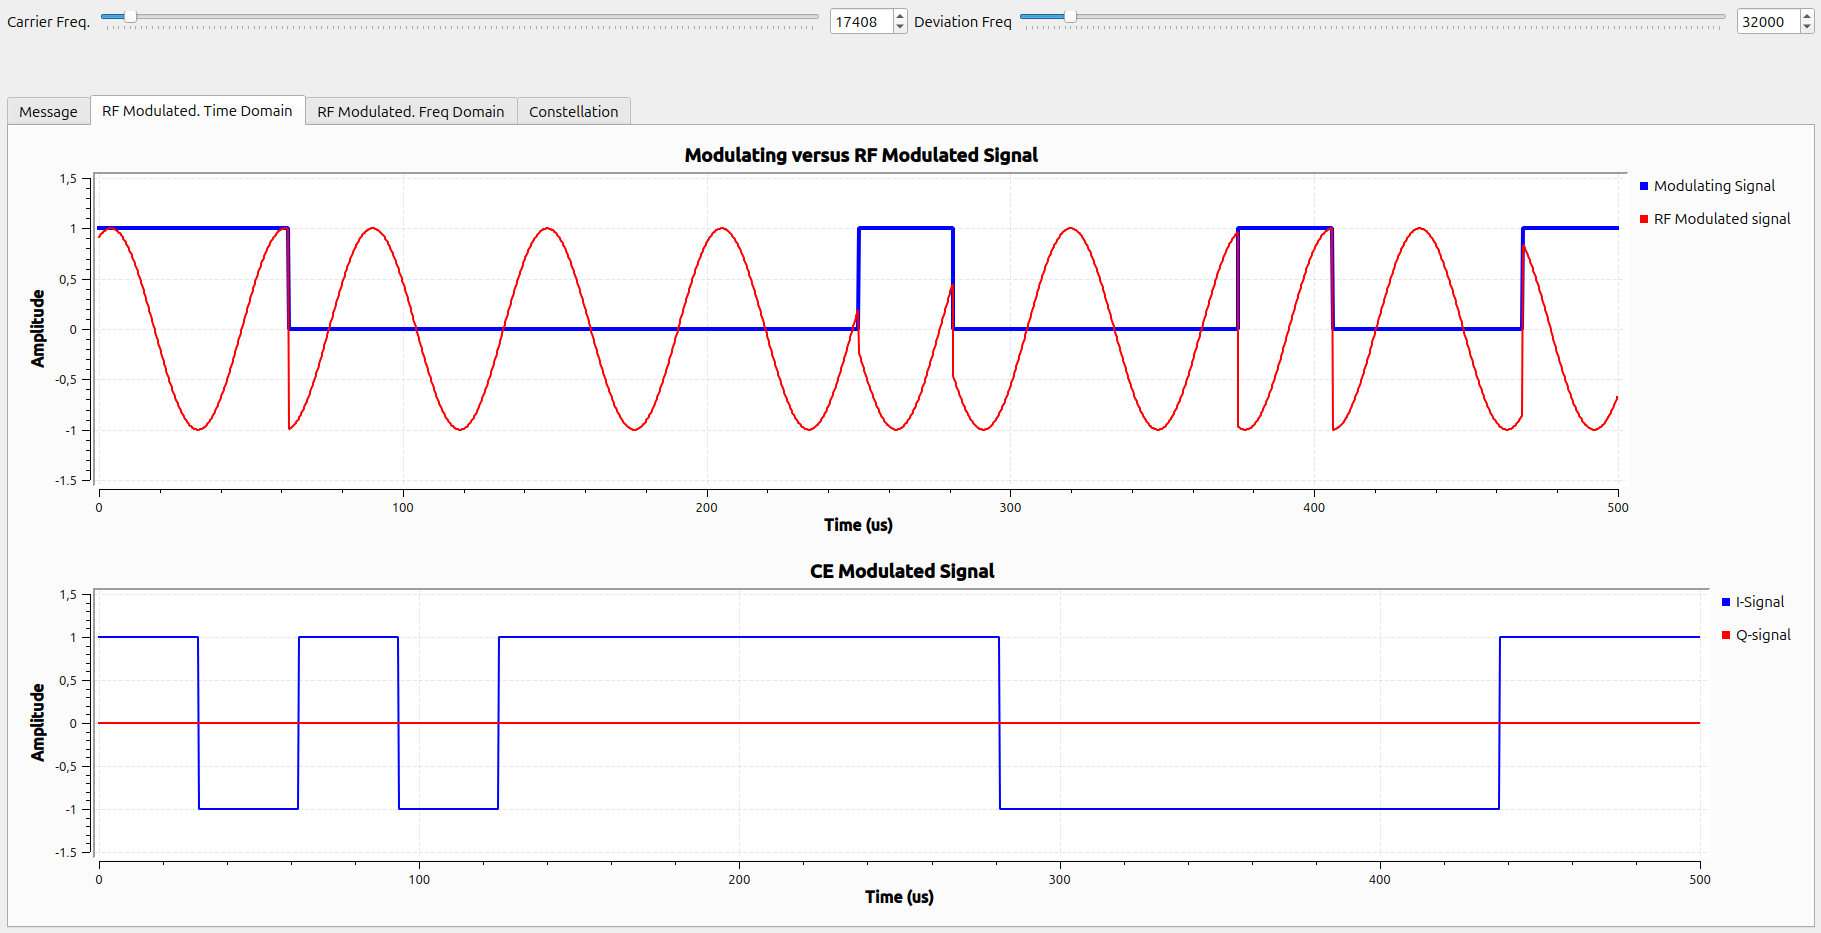 Carrier Freq. 17408 Deviation Freq 32000
Message RF Modulated. Time Domain RF Modulated. Freq Domain Constellation
Modulating versus RF Modulated Signal
1,5
1
0,5
0
-0,5
-1
-1.5
Amplitude
0 100 200 300 400 500
Time (us)
Modulating Signal
RF Modulated signal
CE Modulated Signal
1,5
1
0,5
0
-0,5
-1
-1.5
Amplitude
0 100 200 300 400 500
Time (us)
I-Signal
Q-signal